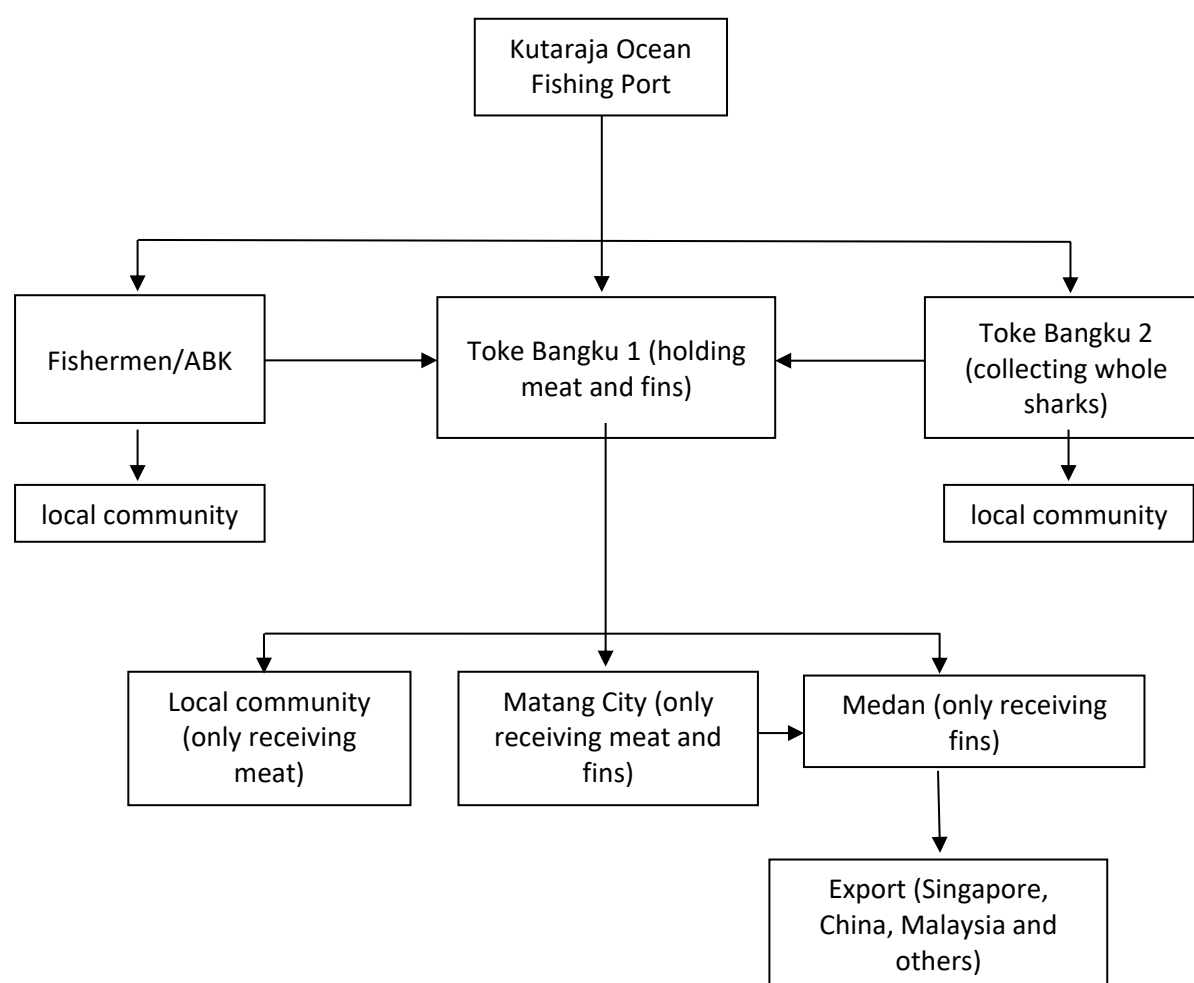 Kutaraja Ocean
Fishing Port
Fishermen/ABK
Toke Bangku 1 (holding
meat and fins)
Toke Bangku 2
(collecting whole
sharks)
local community
local community
Local community
(only receiving
meat)
Matang City (only
receiving meat and
fins)
Medan (only receiving
fins)
Export (Singapore,
China, Malaysia and
others)